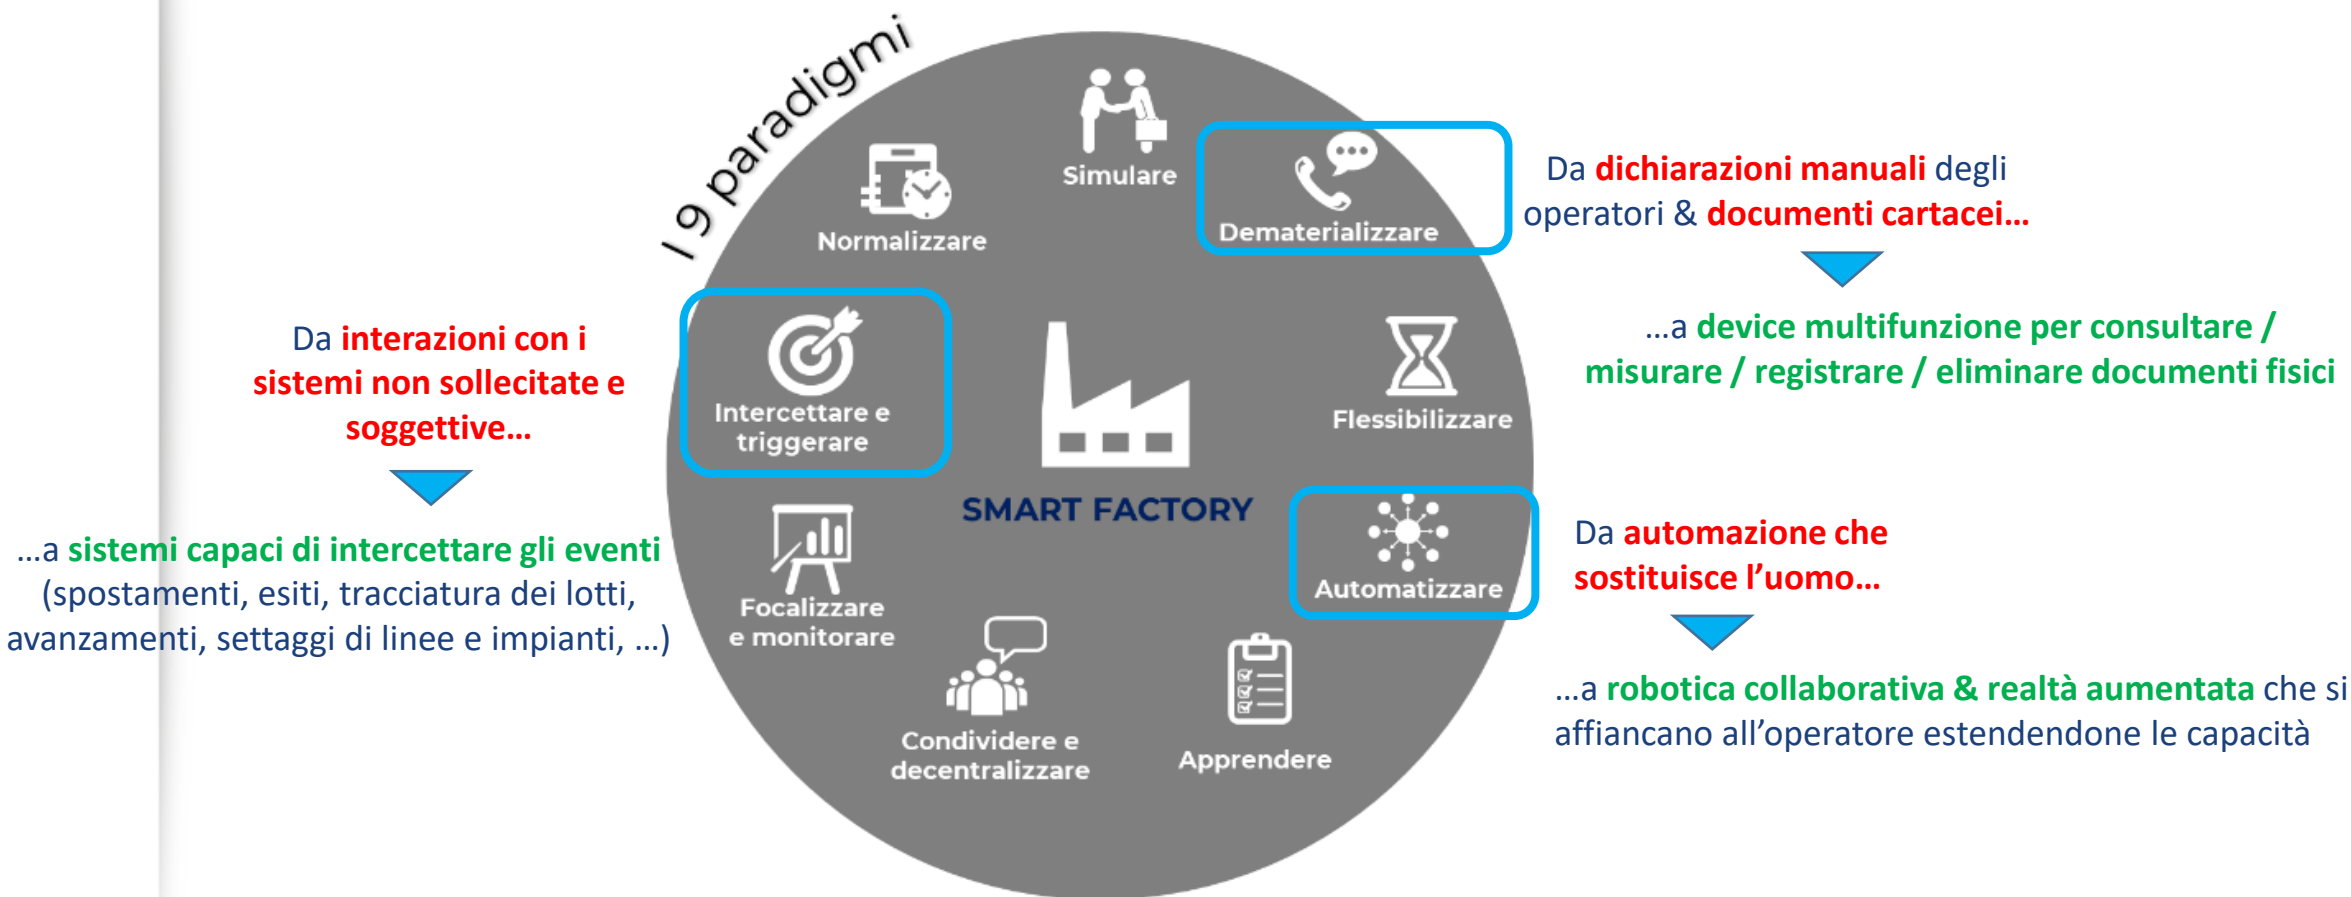 I 9 paradigmi
Simulare
Dematerializzare
Normalizzare
Intercettare e
triggerare
Flessibilizzare
SMART FACTORY
Automatizzare
Focalizzare
e monitorare
Condividere e
decentralizzare
Apprendere
Da dichiarazioni manuali degli
operatori & documenti cartacei…
…a device multifunzione per consultare /
misurare / registrare / eliminare documenti fisici
Da interazioni con i
sistemi non sollecitate e
soggettive…
…a sistemi capaci di intercettare gli eventi
(spostamenti, esiti, tracciatura dei lotti,
avanzamenti, settaggi di linee e impianti, …)
Da automazione che
sostituisce l’uomo…
…a robotica collaborativa & realtà aumentata che si
affiancano all’operatore estendendone le capacità